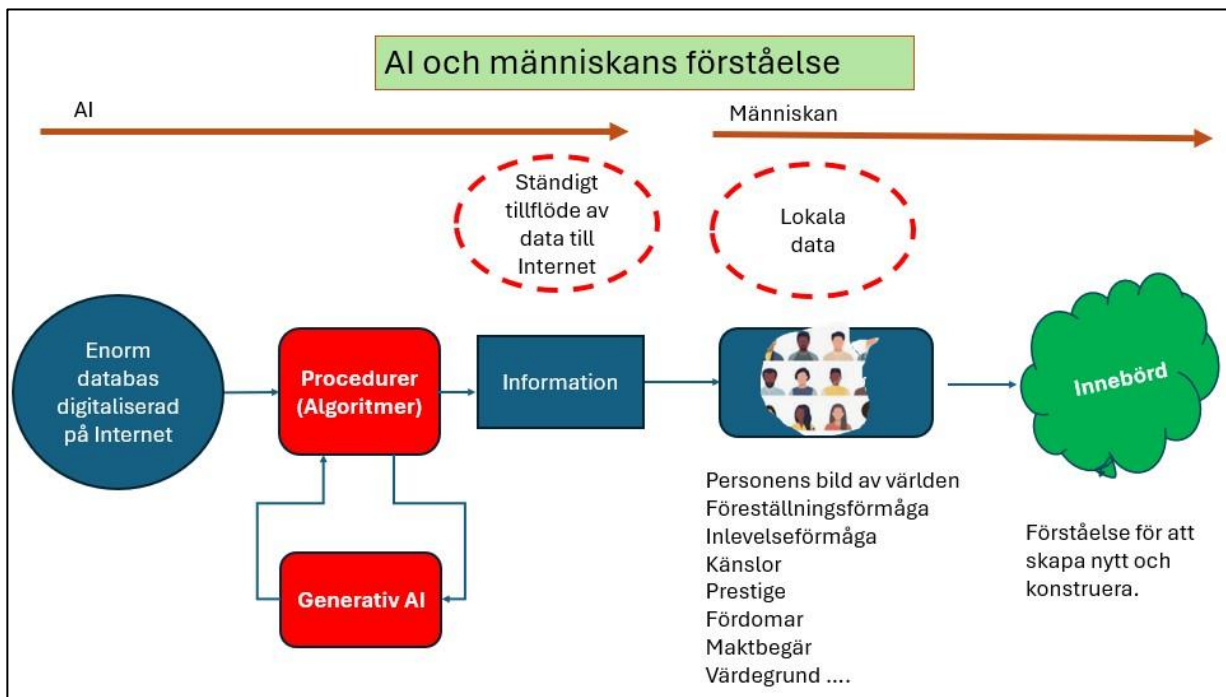 AI och människans förståelse
AI
Människan
Ständigt
tillflöde av
data till
Internet
Lokala
data
Enorm
databas
digitaliserad
på Internet
Procedurer
(Algoritmer)
Information
Innebörd
Generativ AI
Personens bild av världen
Föreställningsförmåga
Inlevelseförmåga
Känslor
Prestige
Fördomar
Maktbegär
Värdegrund ....
Förståelse för att
skapa nytt och
konstruera.